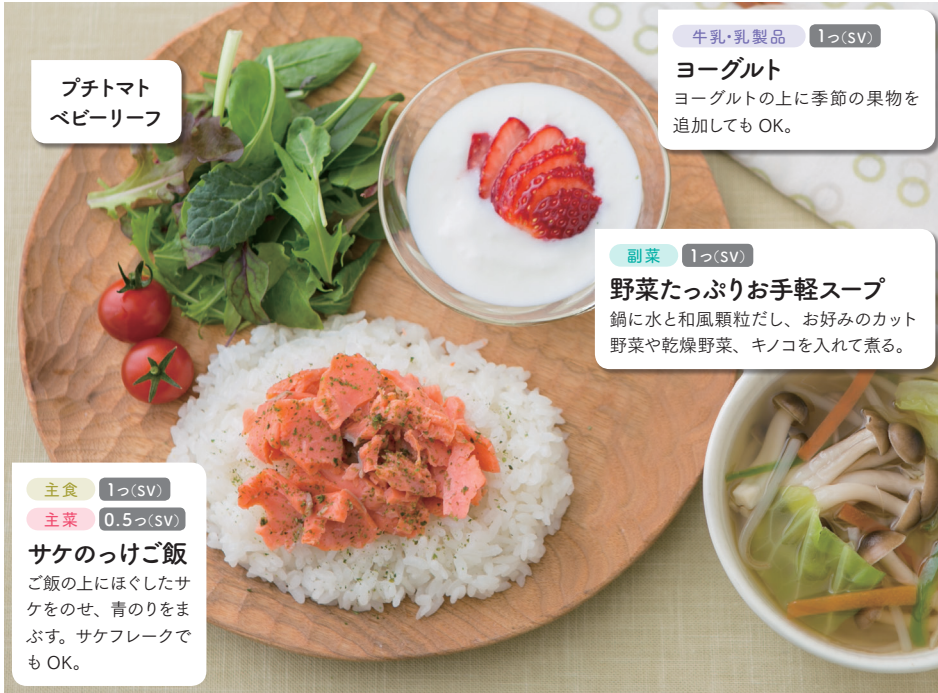 プチトマト
ベビーリーフ
牛乳・乳製品 1つ(SV)
ヨーグルト
ヨーグルトの上に季節の果物を
追加してもOK。
副菜 1つ(SV)
野菜たっぷりお手軽スープ
鍋に水と和風顆粒だし、お好みのカット
野菜や乾燥野菜、キノコを入れて煮る。
主食 1つ(SV)
主菜 0.5つ(SV)
サケのっけご飯
ご飯の上にほぐしたサ
ケをのせ、青のりをま
ぶす。サケフレークで
もOK。